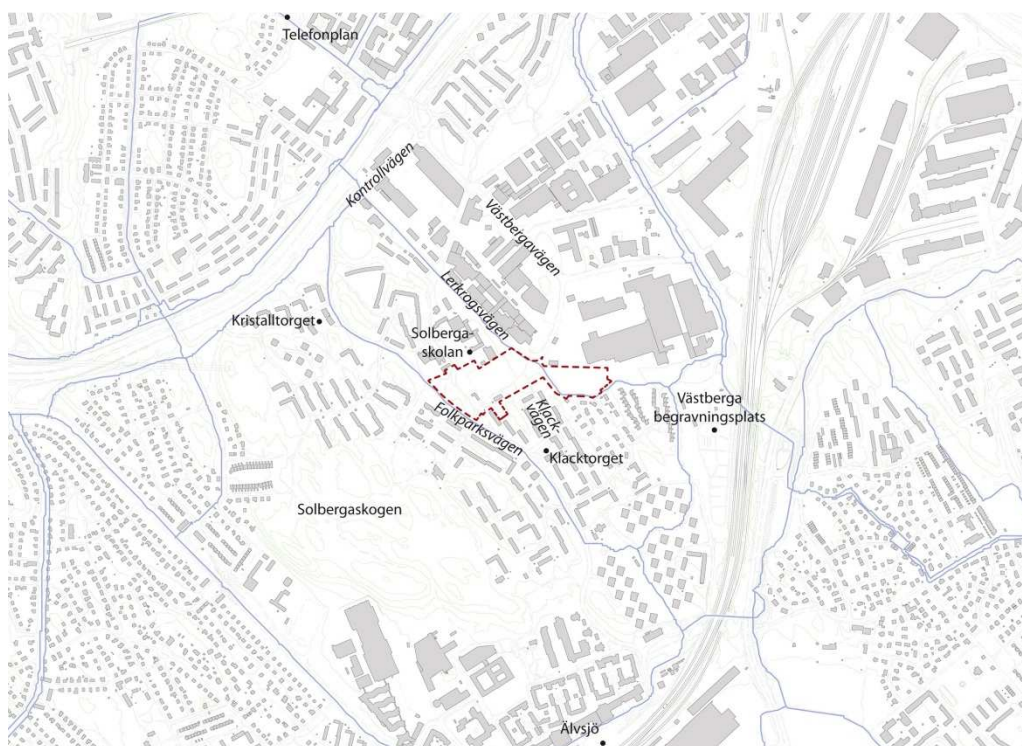 Telefonplan
Kontrollvägen
Västbergavägen
Lerkrogsvägen
Kristalltorget
Solberga-
skolan
Västberga
begravningsplats
Klack-
vägen
Folkparksvägen
Klacktorget
Solbergaskogen
Älvsjö